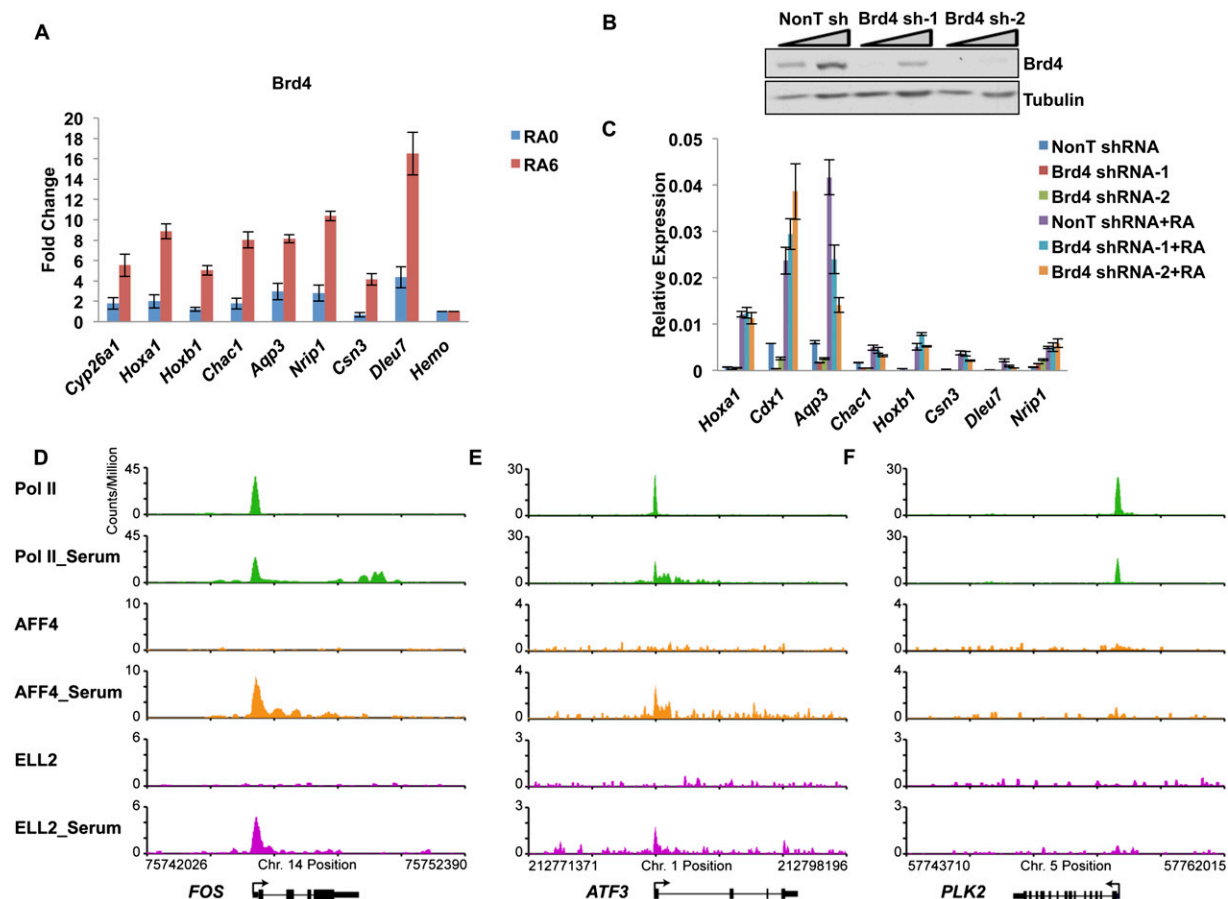 A
Brd4
Fold Change
20
18
16
14
12
10
8
6
4
2
0
Cyp26a1
Hoxa1
Hoxb1
Chac1
Aqp3
Nrip1
Csn3
Dleu7
Hemo
RA0
RA6
B
NonT sh Brd4 sh-1 Brd4 sh-2
Brd4
Tubulin
C
Relative Expression
0.05
0.04
0.03
0.02
0.01
0
Hoxa1
Cdx1
Aqp3
Chac1
Hoxb1
Csn3
Dleu7
Nrip1
NonT shRNA
Brd4 shRNA-1
Brd4 shRNA-2
NonT shRNA+RA
Brd4 shRNA-1+RA
Brd4 shRNA-2+RA
D E F
Counts/Million
Pol II
45 30 30
0 0 0
Pol II_Serum
45 30 30
0 0 0
AFF4
10 4 4
0 0 0
AFF4_Serum
10 4 4
0 0 0
ELL2
6 3 3
0 0 0
ELL2_Serum
6 3 3
0 0 0
75742026 Chr. 14 Position 75752390
212771371 Chr. 1 Position 212798196
57743710 Chr. 5 Position 57762015
FOS ATF3 PLK2